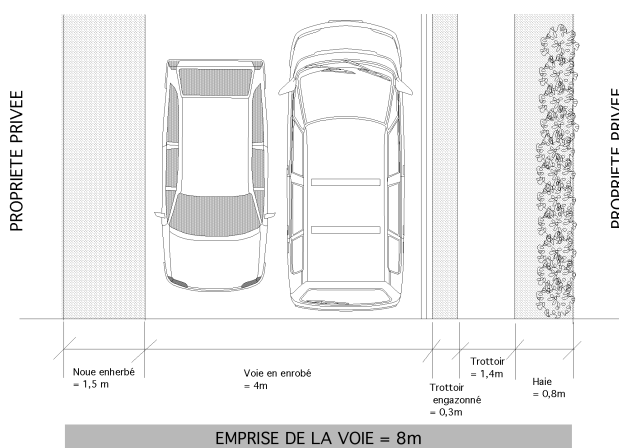 PROPRIETE PRIVEE
PROPRIETE PRIVEE
Noue enherbé
= 1,5 m
Voie en enrobé
= 4m
Trottoir
engazonné
= 0,3m
Trottoir
= 1,4m
Haie
= 0,8m
EMPRISE DE LA VOIE = 8m